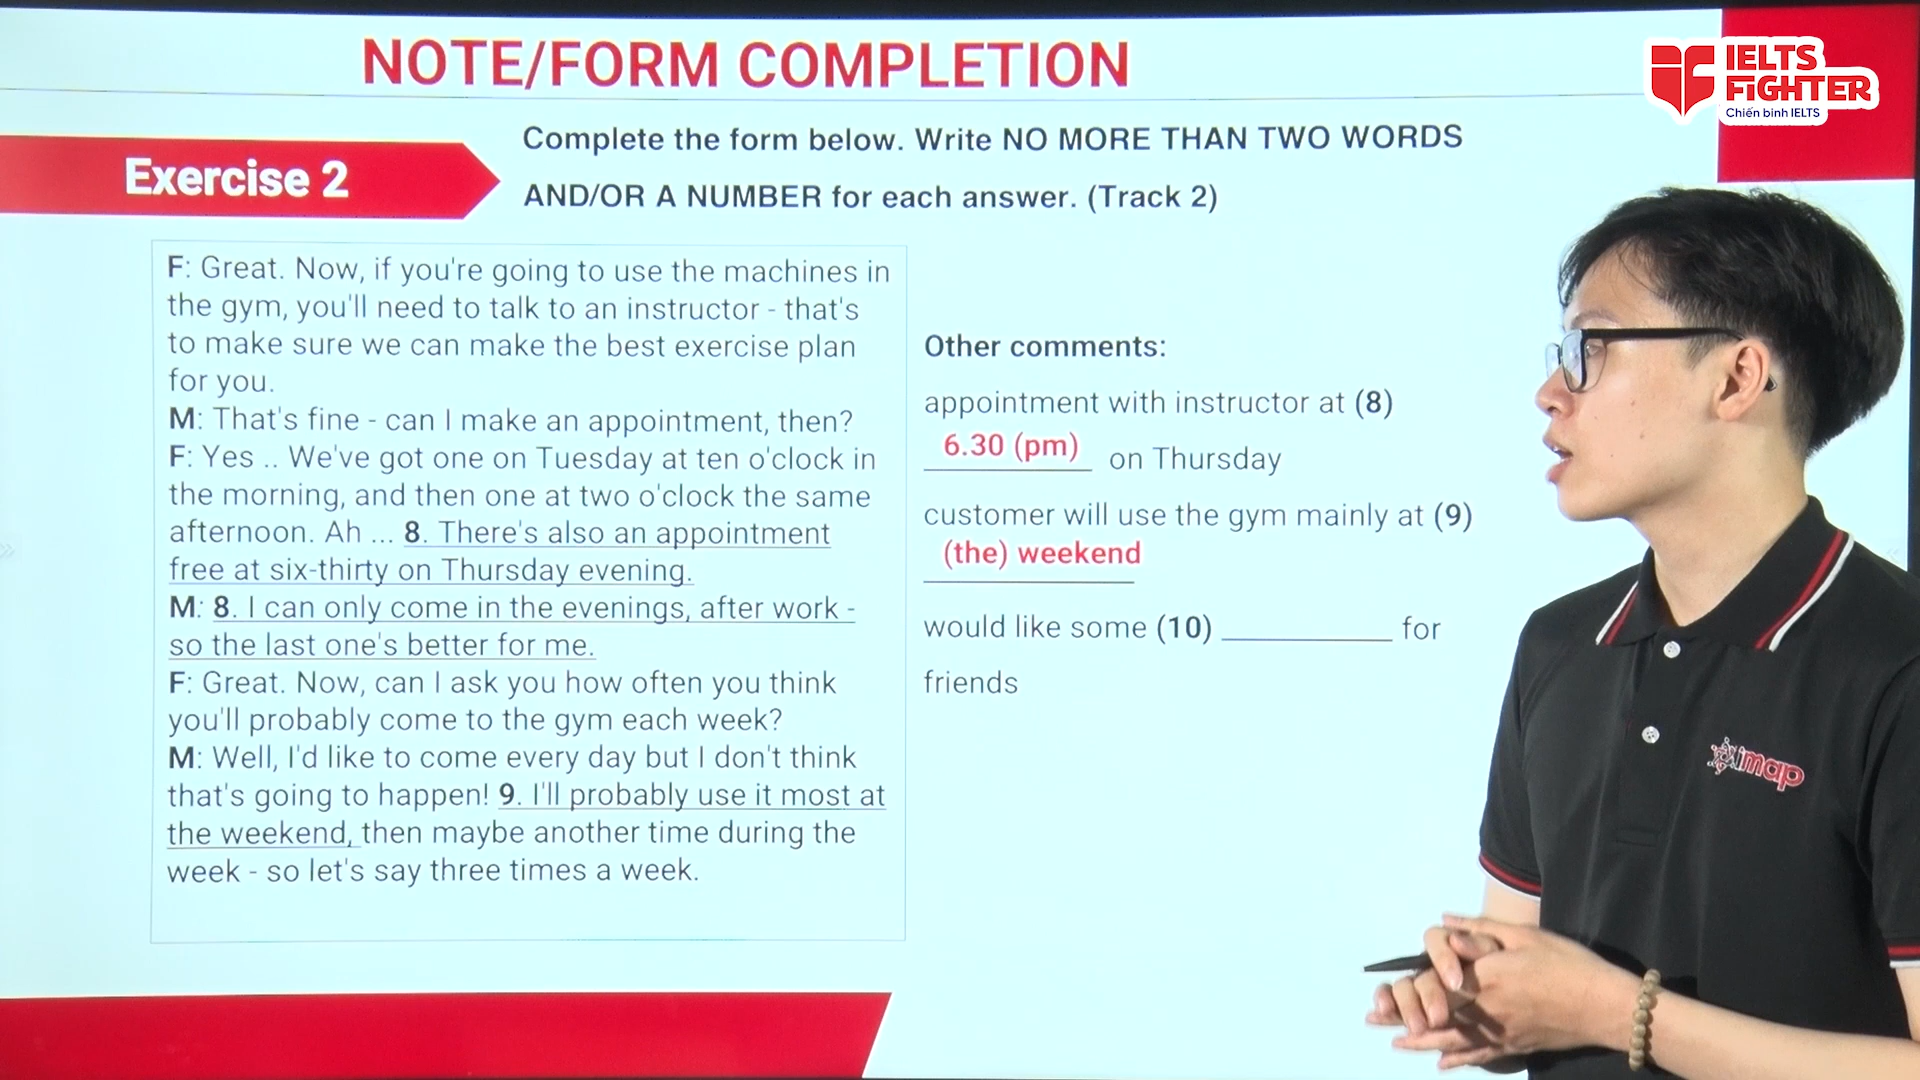 NOTE/FORM COMPLETION
IELTS
FIGHTER
Chiến binh IELTS
Exercise 2
Complete the form below. Write NO MORE THAN TWO WORDS
AND/OR A NUMBER for each answer. (Track 2)
F: Great. Now, if you're going to use the machines in
the gym, you'll need to talk to an instructor - that's
to make sure we can make the best exercise plan
for you.
M: That's fine - can I make an appointment, then?
F: Yes .. We've got one on Tuesday at ten o'clock in
the morning, and then one at two o'clock the same
afternoon. Ah ... 8. There's also an appointment
free at six-thirty on Thursday evening.
M: 8. I can only come in the evenings, after work -
so the last one's better for me.
F: Great. Now, can I ask you how often you think
you'll probably come to the gym each week?
M: Well, I'd like to come every day but I don't think
that's going to happen! 9. I'll probably use it most at
the weekend, then maybe another time during the
week - so let's say three times a week.
Other comments:
appointment with instructor at (8)
6.30 (pm) on Thursday
customer will use the gym mainly at (9)
(the) weekend
would like some (10) __________ for
friends
imap